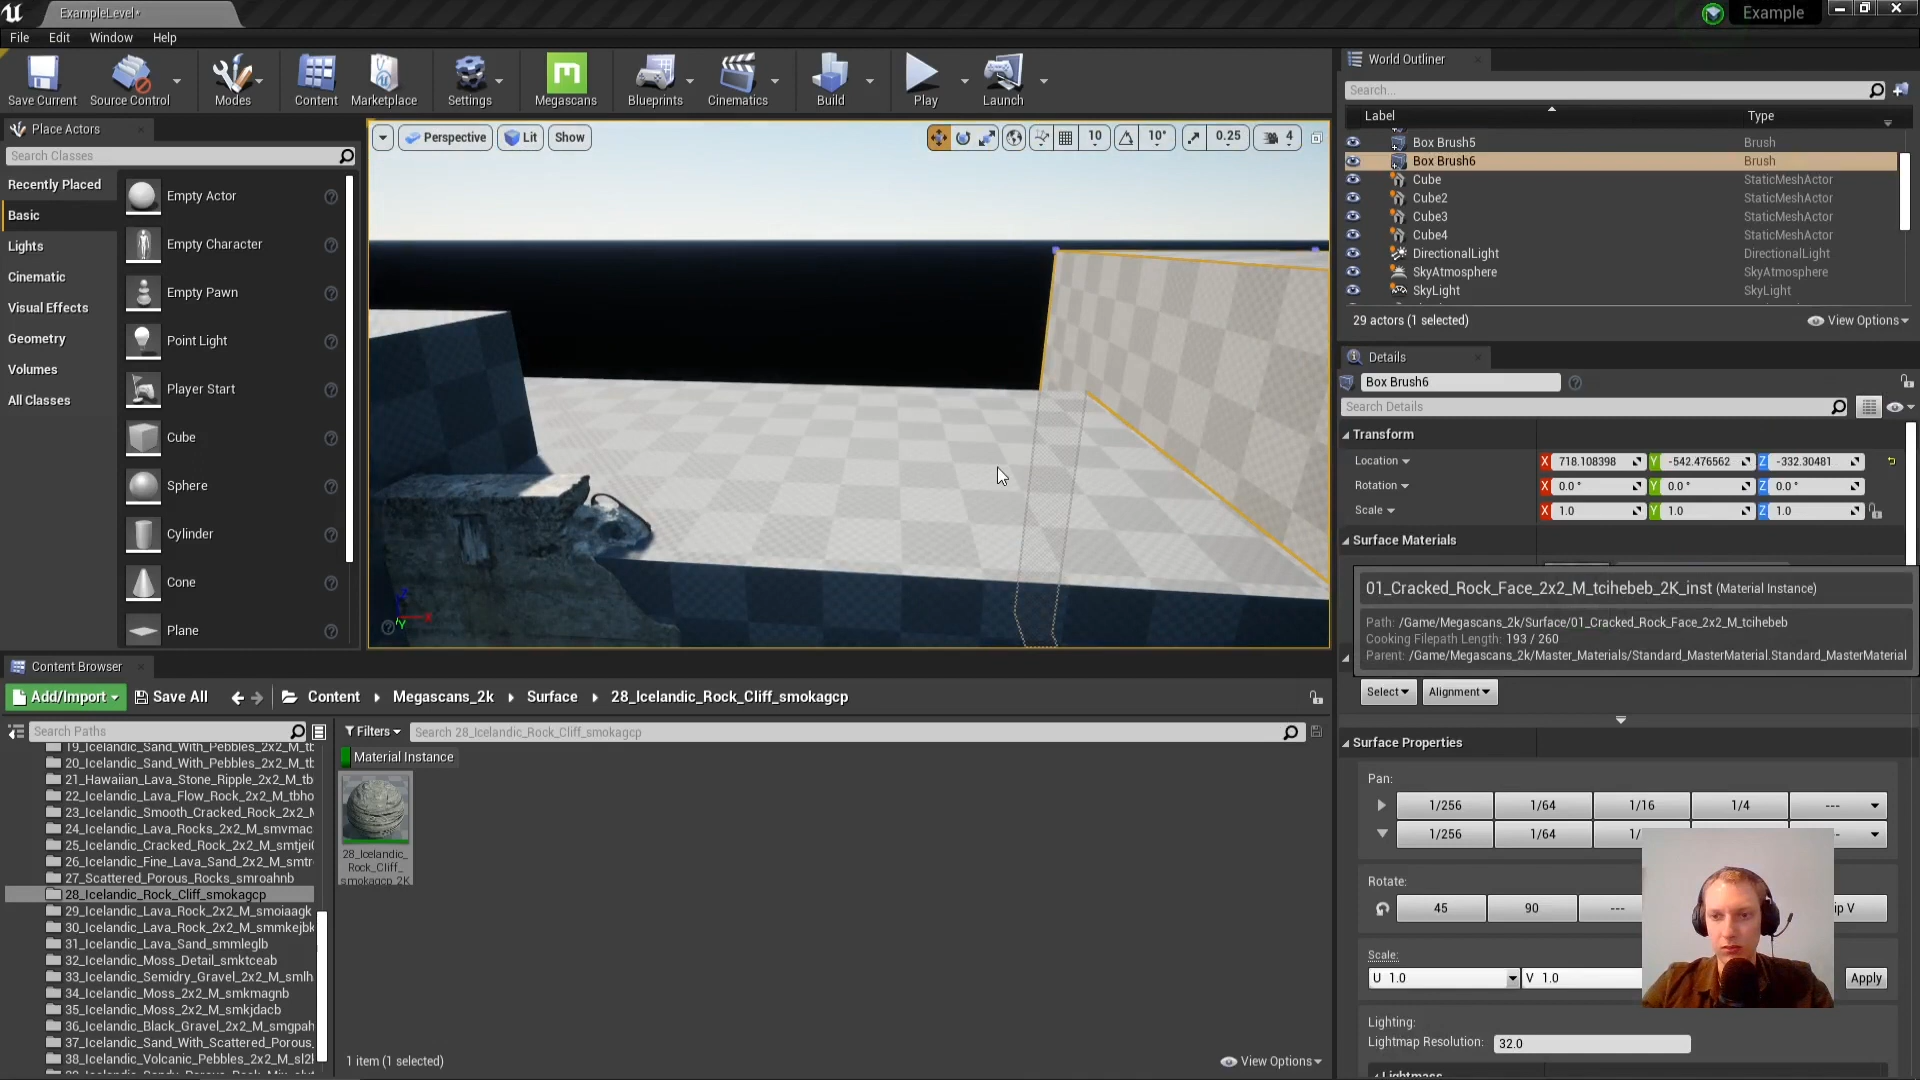 ExampleLevel*
Example
File Edit Window Help
Save Current
Source Control
Modes
Content
Marketplace
Settings
Megascans
Blueprints
Cinematics
Build
Play
Launch
Place Actors
Search Classes
Recently Placed
Basic
Lights
Cinematic
Visual Effects
Geometry
Volumes
All Classes
Empty Actor
Empty Character
Empty Pawn
Point Light
Player Start
Cube
Sphere
Cylinder
Cone
Plane
Perspective Lit Show
10 10° 0.25 4
X
Y
World Outliner
Search...
Label Type
Box Brush5 Brush
Box Brush6 Brush
Cube StaticMeshActor
Cube2 StaticMeshActor
Cube3 StaticMeshActor
Cube4 StaticMeshActor
DirectionalLight DirectionalLight
SkyAtmosphere SkyAtmosphere
SkyLight SkyLight
29 actors (1 selected) View Options
Details
Box Brush6
Search Details
Transform
Location X 718.108398 Y -542.476562 Z -332.30481
Rotation X 0.0° Y 0.0° Z 0.0°
Scale X 1.0 Y 1.0 Z 1.0
Surface Materials
01_Cracked_Rock_Face_2x2_M_tcihebeb_2K_inst (Material Instance)
Path: /Game/Megascans_2k/Surface/01_Cracked_Rock_Face_2x2_M_tcihebeb
Cooking Filepath Length: 193 / 260
Parent: /Game/Megascans_2k/Master_Materials/Standard_MasterMaterial.Standard_MasterMaterial
Select Alignment
Surface Properties
Pan:
1/256 1/64 1/16 1/4 ---
1/256 1/64 1/
Rotate:
45 90 --- ip V
Scale:
U 1.0 V 1.0 Apply
Lighting:
Lightmap Resolution: 32.0
Lightmass
Content Browser
Add/Import Save All Content Megascans_2k Surface 28_Icelandic_Rock_Cliff_smokagcp
Search Paths
Filters Search 28_Icelandic_Rock_Cliff_smokagcp
Material Instance
19_Icelandic_Sand_With_Pebbles_2x2_M_tb
20_Icelandic_Sand_With_Pebbles_2x2_M_tb
21_Hawaiian_Lava_Stone_Ripple_2x2_M_tb
22_Icelandic_Lava_Flow_Rock_2x2_M_tbho
23_Icelandic_Smooth_Cracked_Rock_2x2_M
24_Icelandic_Lava_Rocks_2x2_M_smvmac
25_Icelandic_Cracked_Rock_2x2_M_smtjei
26_Icelandic_Fine_Lava_Sand_2x2_M_smtr
27_Scattered_Porous_Rocks_smroahnb
28_Icelandic_Rock_Cliff_smokagcp
29_Icelandic_Lava_Rock_2x2_M_smoiaagk
30_Icelandic_Lava_Rock_2x2_M_smmkejbk
31_Icelandic_Lava_Sand_smmleglb
32_Icelandic_Moss_Detail_smktceab
33_Icelandic_Semidry_Gravel_2x2_M_smlh
34_Icelandic_Moss_2x2_M_smkmagnb
35_Icelandic_Moss_2x2_M_smkjdacb
36_Icelandic_Black_Gravel_2x2_M_smgpah
37_Icelandic_Sand_With_Scattered_Porous_
38_Icelandic_Volcanic_Pebbles_2x2_M_sl2l
28_Icelandic_
Rock_Cliff_
smokagcp_2K
1 item (1 selected) View Options